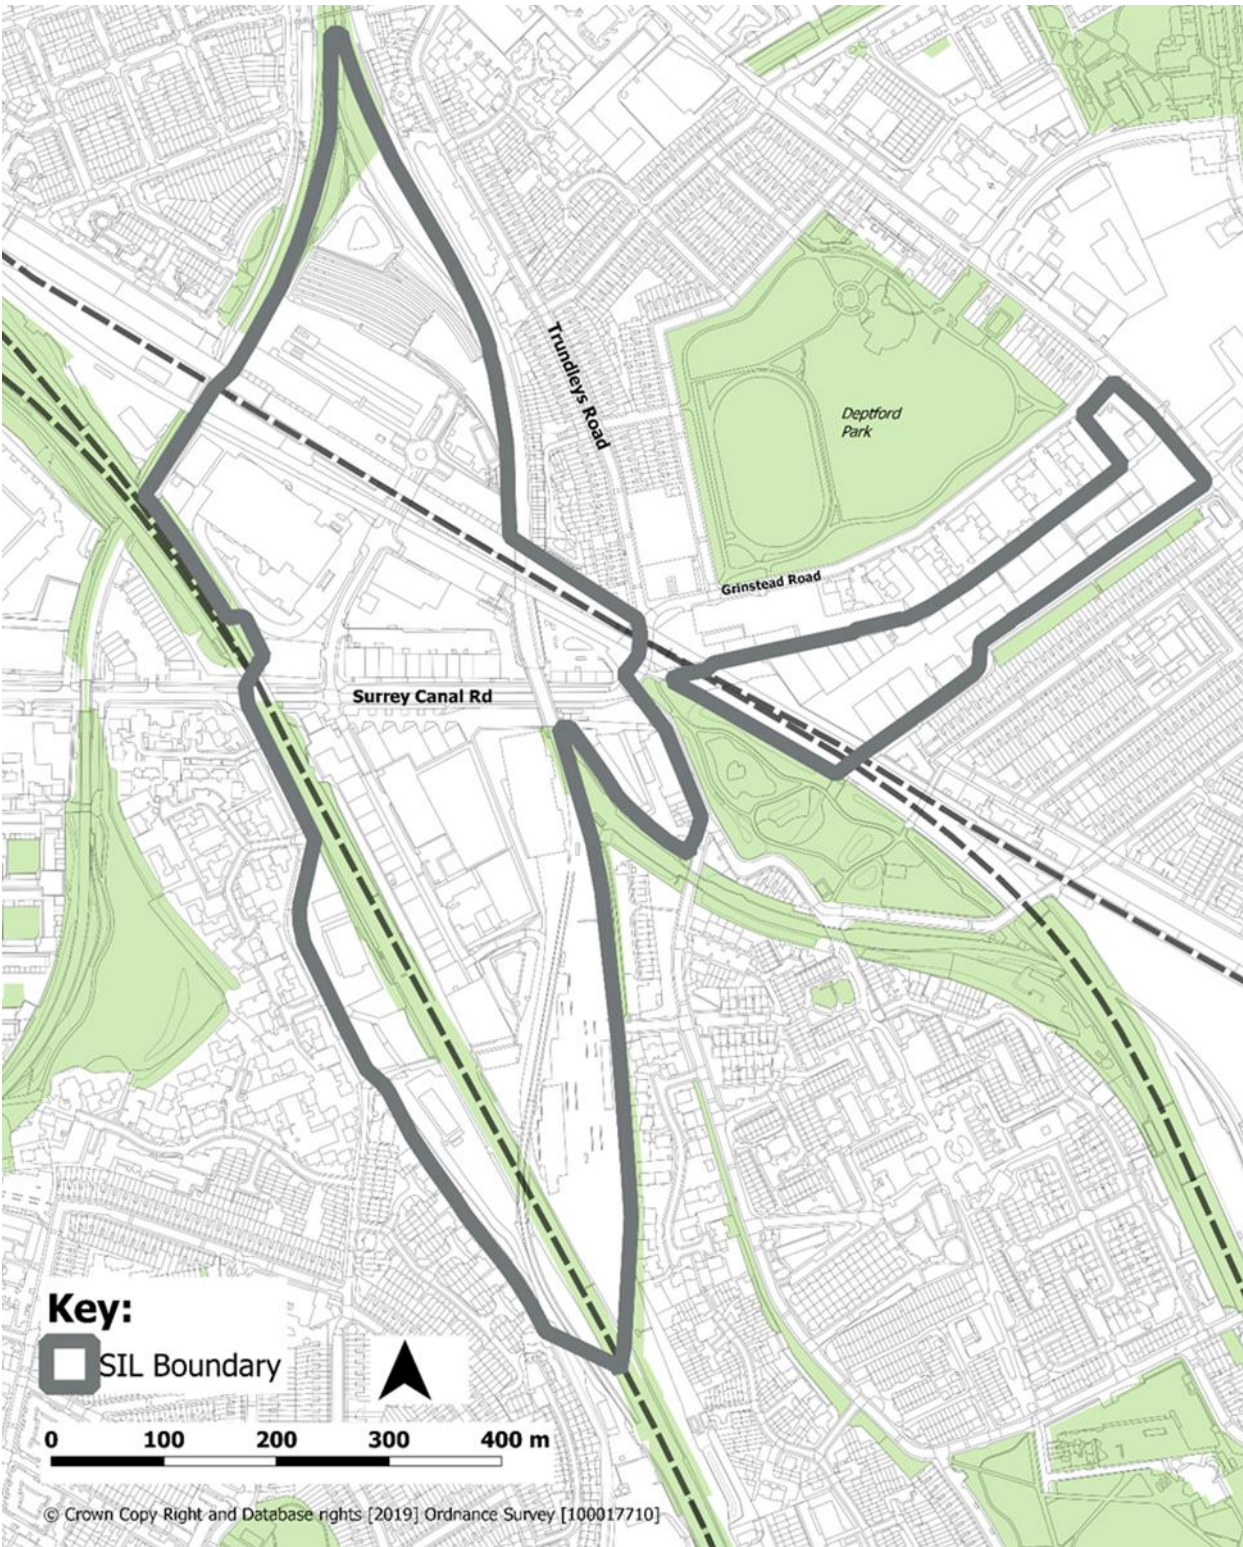 Trundleys Road
Deptford
Park
Grinstead Road
Surrey Canal Rd
Key:
SIL Boundary
0 100 200 300 400 m
© Crown Copy Right and Database rights [2019] Ordnance Survey [100017710]